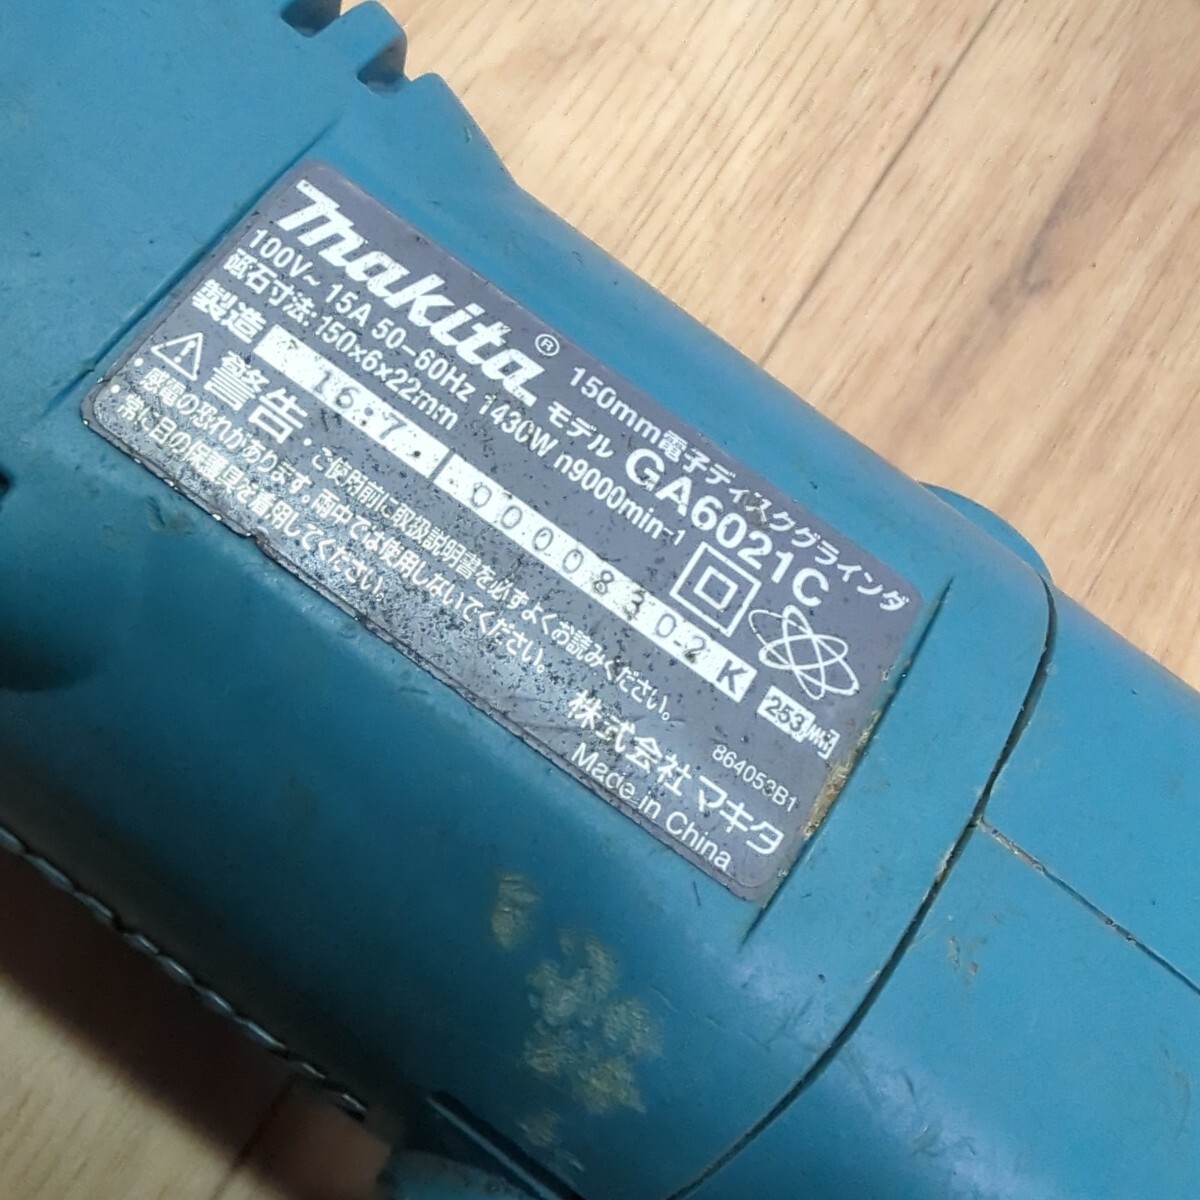 makita® 150mm電子ディスクグラインダ
モデル GA6021C
100V~ 15A 50-60Hz 1430W n9000min-1
砥石寸法:150×6×22mm
製造 16.7. 0000830-2 K
⚠警告・ご使用前に取扱説明書を必ずよくお読みください。
・感電の恐れがあります。雨中では使用しないでください。
・常に目の保護具を着用してください。
253
864053B1
株式会社マキタ
Made in China